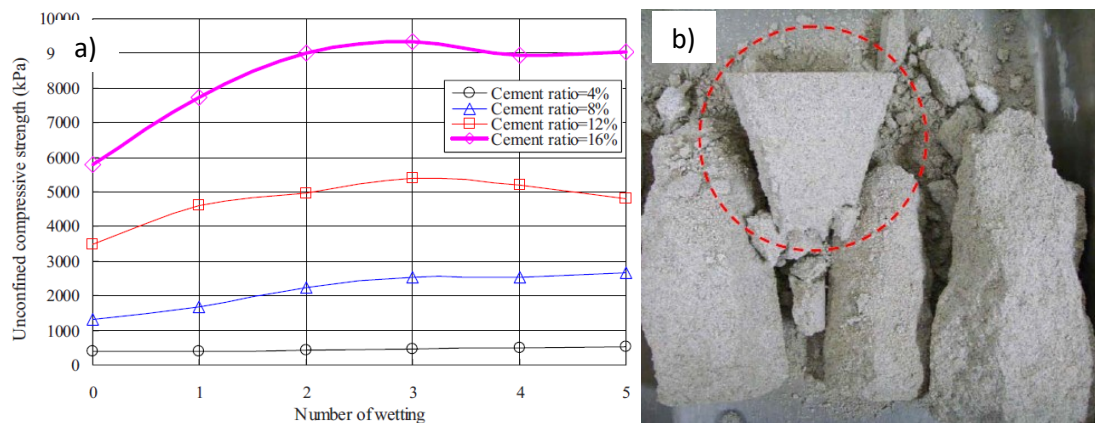 a)
Unconfined compressive strength (kPa)
10000
9
8000
7000
6000
5000
4000
3000
2000
1000
0
Cement ratio=4%
Cement ratio=8%
Cement ratio=12%
Cement ratio=16%
0 1 2 3 4 5
Number of wetting
b)